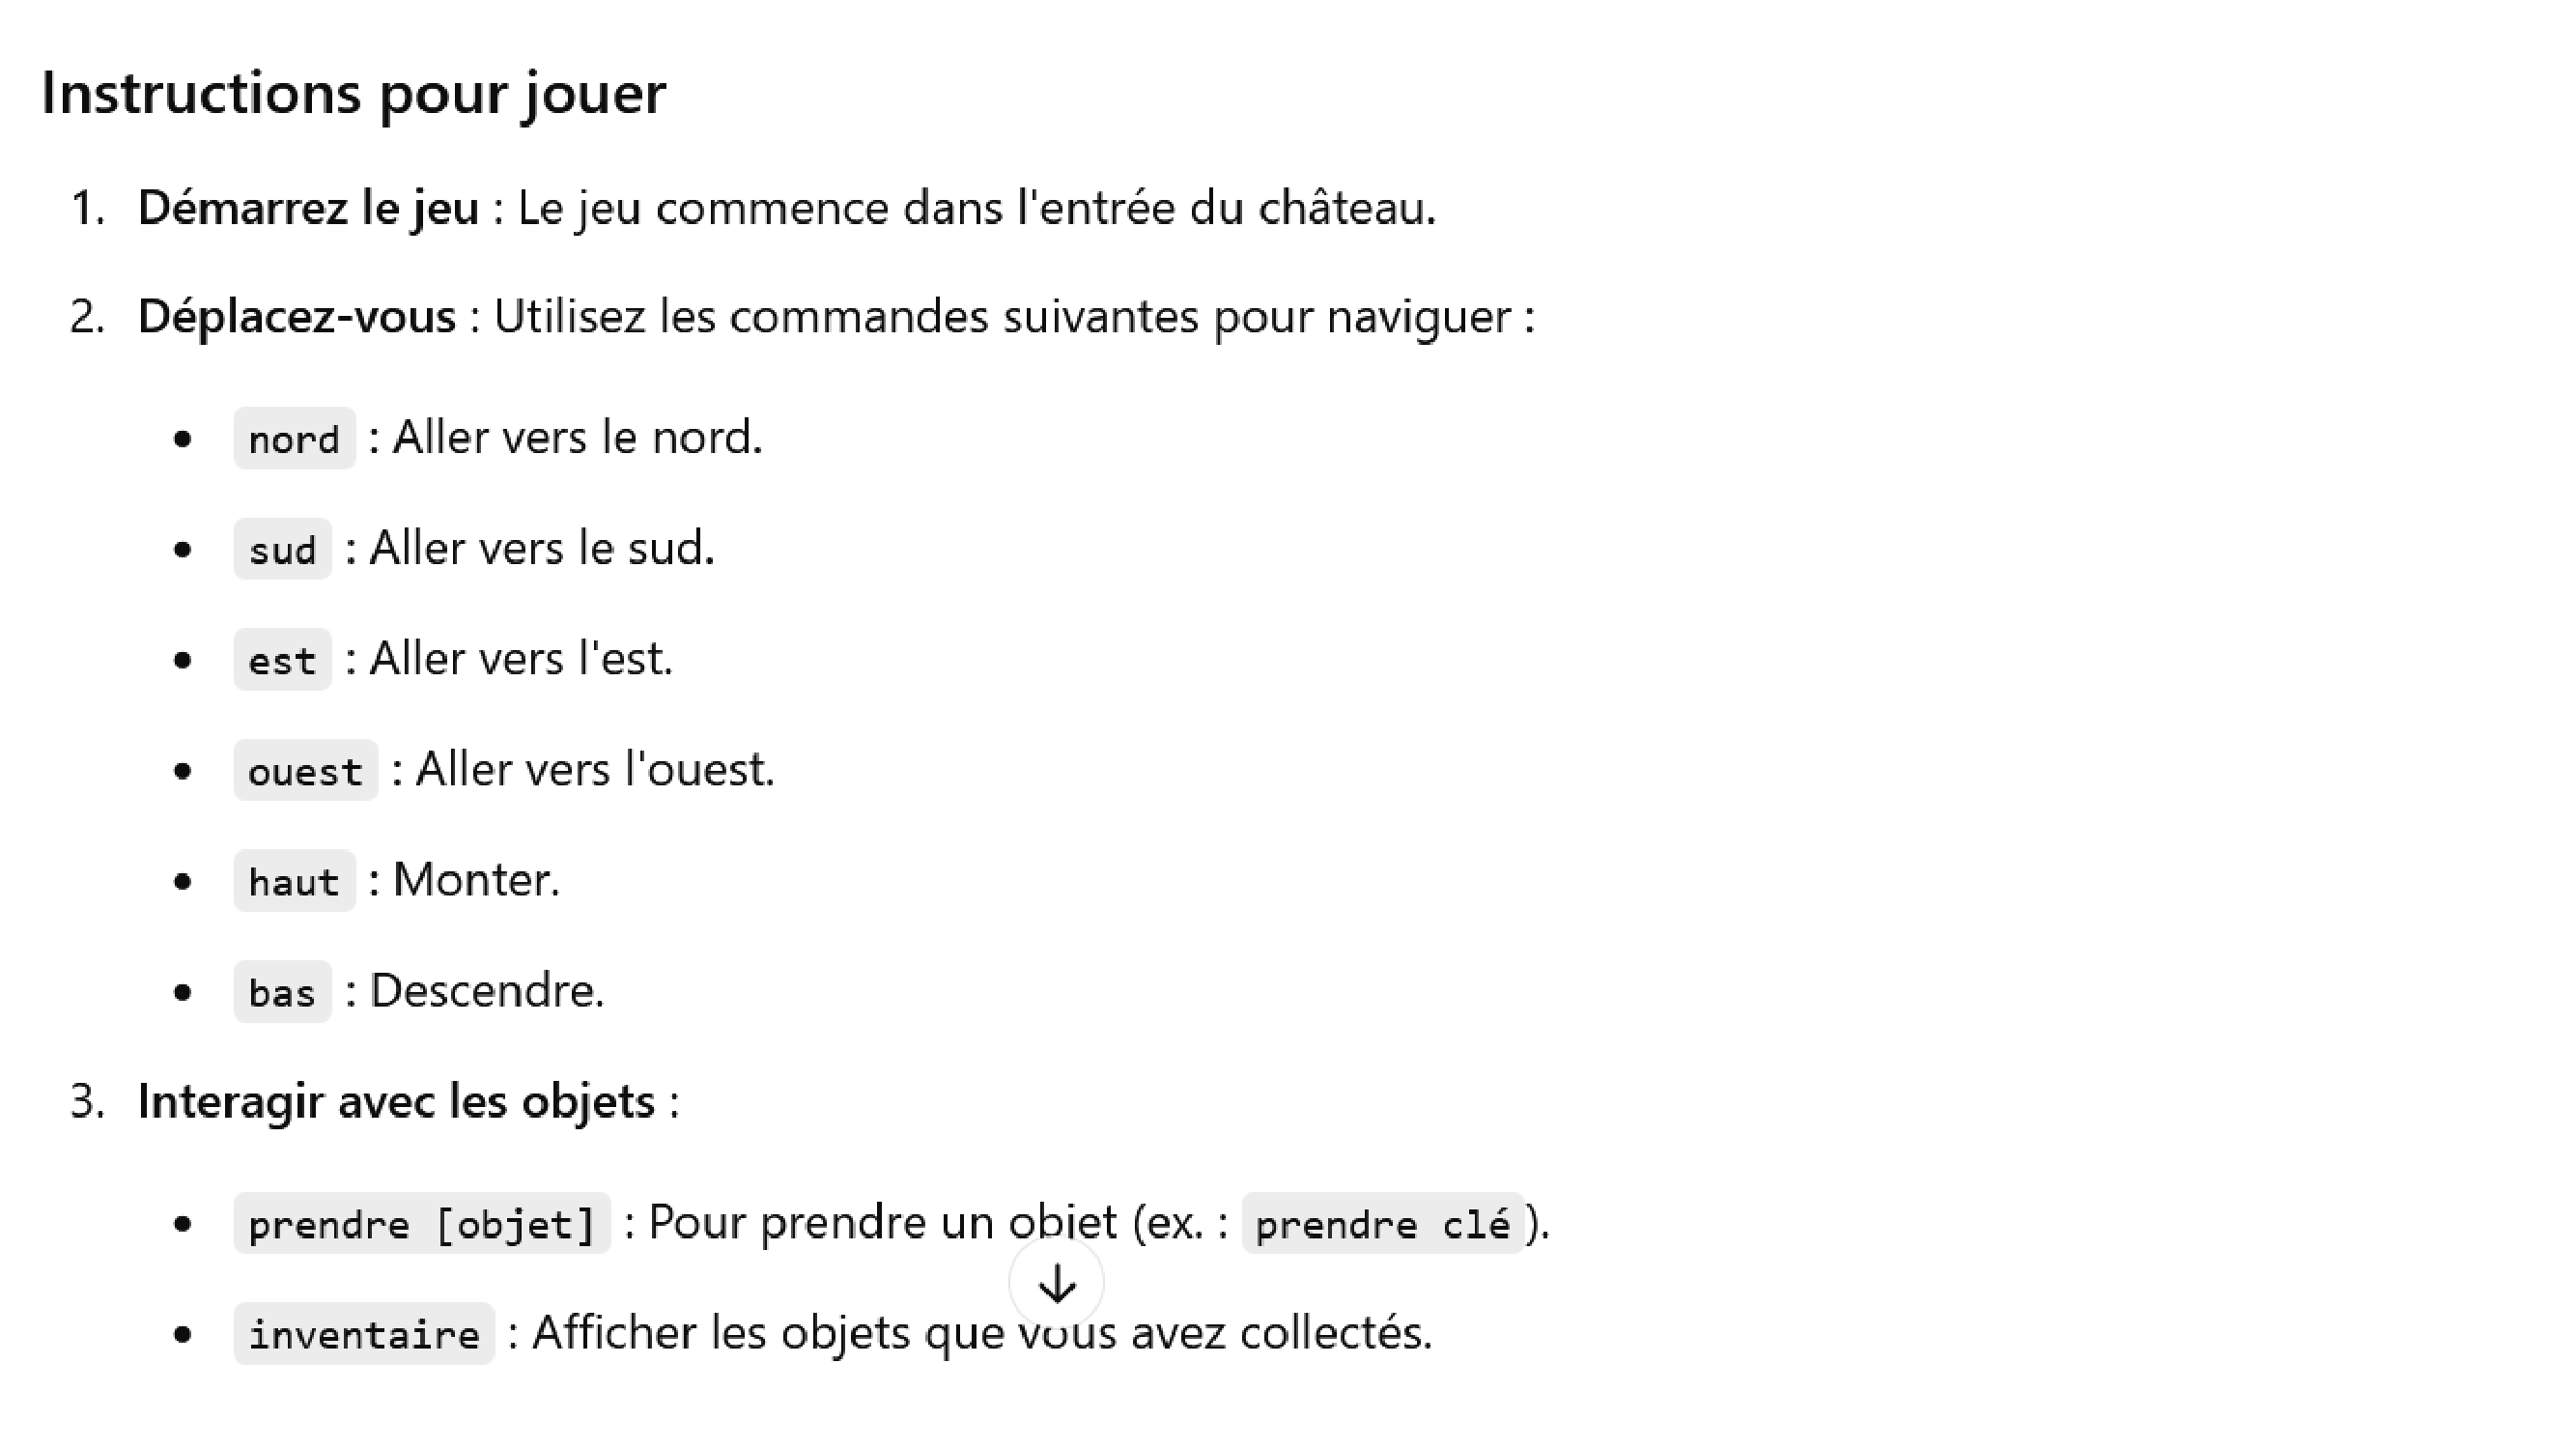 Instructions pour jouer
1. Démarrez le jeu : Le jeu commence dans l'entrée du château.
2. Déplacez-vous : Utilisez les commandes suivantes pour naviguer :
• nord : Aller vers le nord.
• sud : Aller vers le sud.
• est : Aller vers l'est.
• ouest : Aller vers l'ouest.
• haut : Monter.
• bas : Descendre.
3. Interagir avec les objets :
• prendre [objet] : Pour prendre un objet (ex. : prendre clé).
• inventaire : Afficher les objets que vous avez collectés.